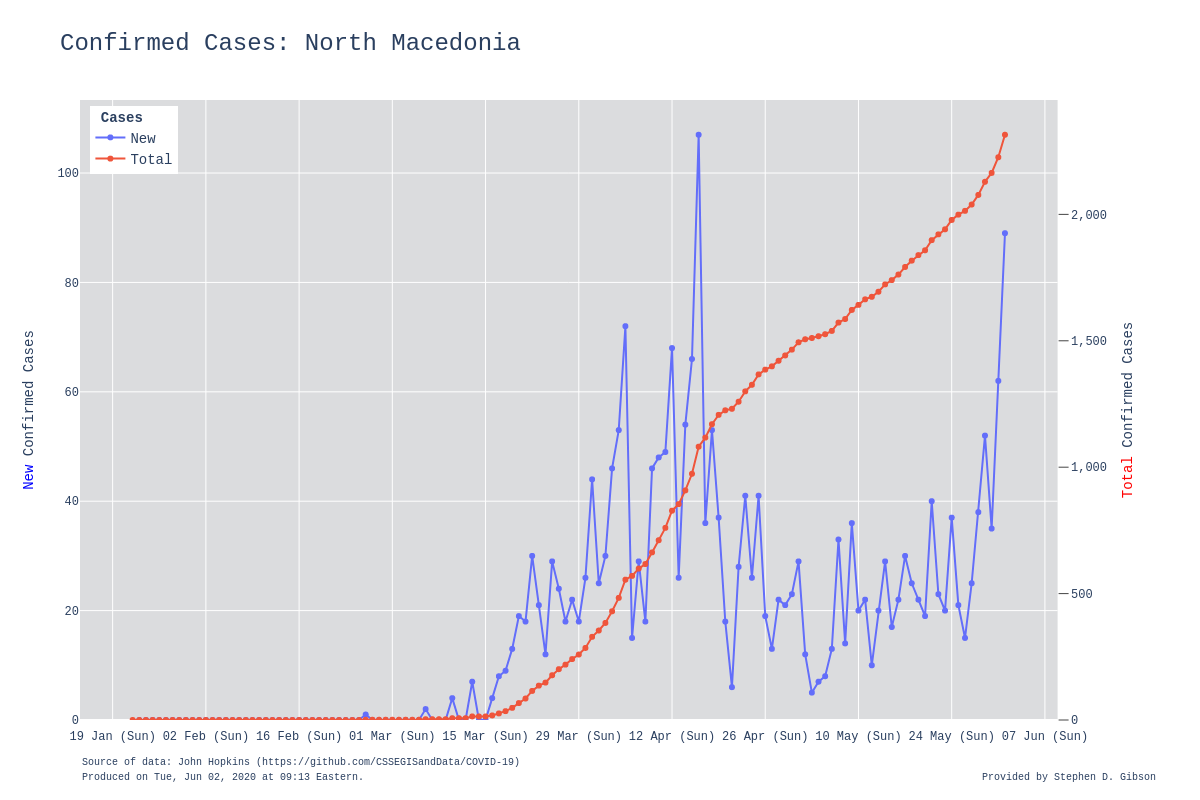 Confirmed Cases: North Macedonia
Cases
New
Total
100
80
60
40
20
0
2,000
1,500
1,000
500
0
New Confirmed Cases
Total Confirmed Cases
19 Jan (Sun) 02 Feb (Sun) 16 Feb (Sun) 01 Mar (Sun) 15 Mar (Sun) 29 Mar (Sun) 12 Apr (Sun) 26 Apr (Sun) 10 May (Sun) 24 May (Sun) 07 Jun (Sun)
Source of data: John Hopkins (https://github.com/CSSEGISandData/COVID-19)
Produced on Tue, Jun 02, 2020 at 09:13 Eastern.
Provided by Stephen D. Gibson